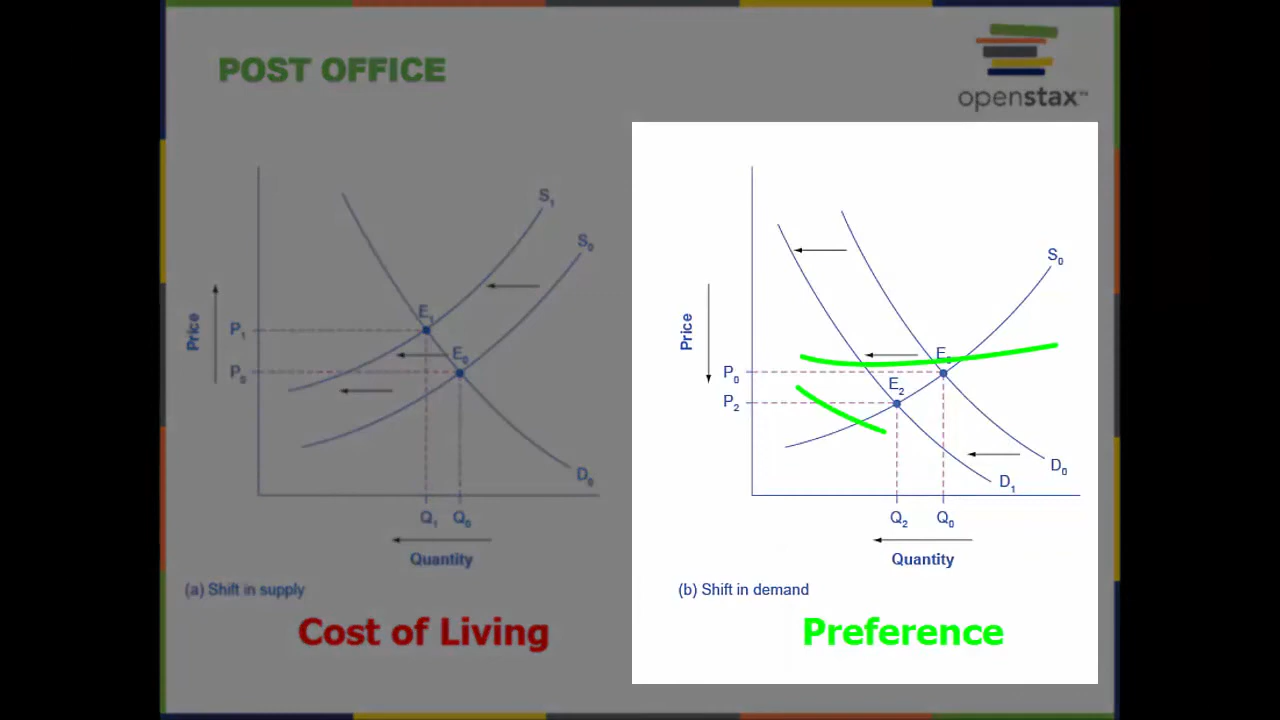 POST OFFICE
openstax™
S1
S0
E1
E0
P1
P0
Price
D0
Q1 Q0
Quantity
(a) Shift in supply
Cost of Living
S0
E
E2
P0
P2
Price
D0
D1
Q2 Q0
Quantity
(b) Shift in demand
Preference